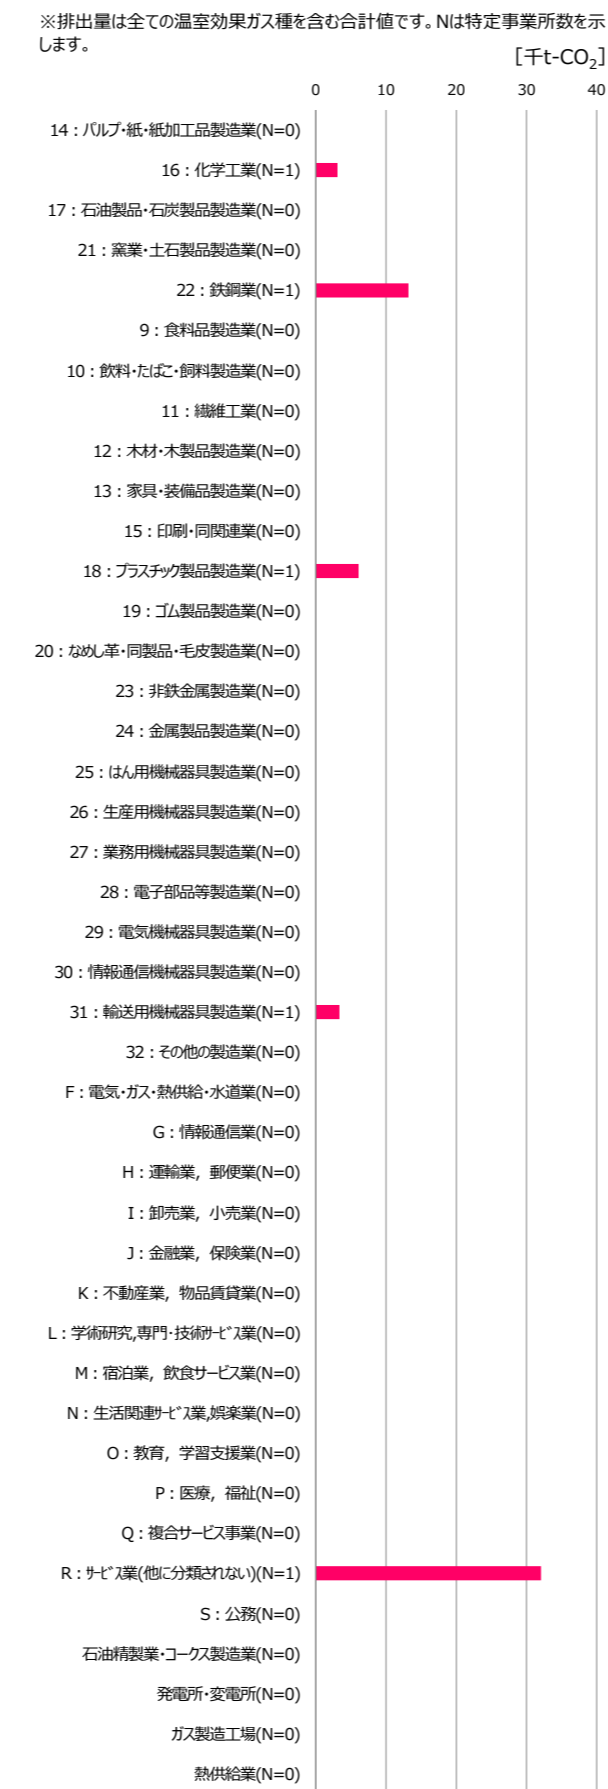 ※排出量は全ての温室効果ガス種を含む合計値です。Nは特定事業所数を示
します。
[千t-CO₂]
0 10 20 30 40
14：パルプ・紙・紙加工品製造業(N=0)
16：化学工業(N=1)
17：石油製品・石炭製品製造業(N=0)
21：窯業・土石製品製造業(N=0)
22：鉄鋼業(N=1)
9：食料品製造業(N=0)
10：飲料・たばこ・飼料製造業(N=0)
11：繊維工業(N=0)
12：木材・木製品製造業(N=0)
13：家具・装備品製造業(N=0)
15：印刷・同関連業(N=0)
18：プラスチック製品製造業(N=1)
19：ゴム製品製造業(N=0)
20：なめし革・同製品・毛皮製造業(N=0)
23：非鉄金属製造業(N=0)
24：金属製品製造業(N=0)
25：はん用機械器具製造業(N=0)
26：生産用機械器具製造業(N=0)
27：業務用機械器具製造業(N=0)
28：電子部品等製造業(N=0)
29：電気機械器具製造業(N=0)
30：情報通信機械器具製造業(N=0)
31：輸送用機械器具製造業(N=1)
32：その他の製造業(N=0)
F：電気・ガス・熱供給・水道業(N=0)
G：情報通信業(N=0)
H：運輸業，郵便業(N=0)
I：卸売業，小売業(N=0)
J：金融業，保険業(N=0)
K：不動産業，物品賃貸業(N=0)
L：学術研究,専門・技術ｻｰﾋﾞｽ業(N=0)
M：宿泊業，飲食サービス業(N=0)
N：生活関連ｻｰﾋﾞｽ業,娯楽業(N=0)
O：教育，学習支援業(N=0)
P：医療，福祉(N=0)
Q：複合サービス事業(N=0)
R：ｻｰﾋﾞｽ業(他に分類されない)(N=1)
S：公務(N=0)
石油精製業・コークス製造業(N=0)
発電所・変電所(N=0)
ガス製造工場(N=0)
熱供給業(N=0)